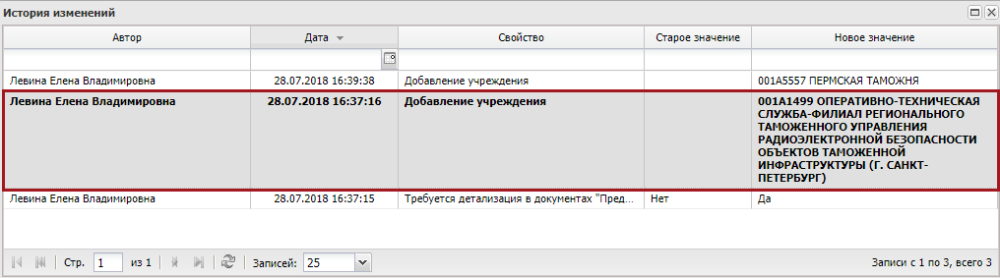 История изменений
Автор Дата Свойство Старое значение Новое значение
Левина Елена Владимировна 28.07.2018 16:39:38 Добавление учреждения 001А5557 ПЕРМСКАЯ ТАМОЖНЯ
Левина Елена Владимировна 28.07.2018 16:37:16 Добавление учреждения 001А1499 ОПЕРАТИВНО-ТЕХНИЧЕСКАЯ
СЛУЖБА-ФИЛИАЛ РЕГИОНАЛЬНОГО
ТАМОЖЕННОГО УПРАВЛЕНИЯ
РАДИОЭЛЕКТРОННОЙ БЕЗОПАСНОСТИ
ОБЪЕКТОВ ТАМОЖЕННОЙ
ИНФРАСТРУКТУРЫ (Г. САНКТ-
ПЕТЕРБУРГ)
Левина Елена Владимировна 28.07.2018 16:37:15 Требуется детализация в документах "Пред... Нет Да
Стр. 1 из 1 Записей: 25 Записи с 1 по 3, всего 3